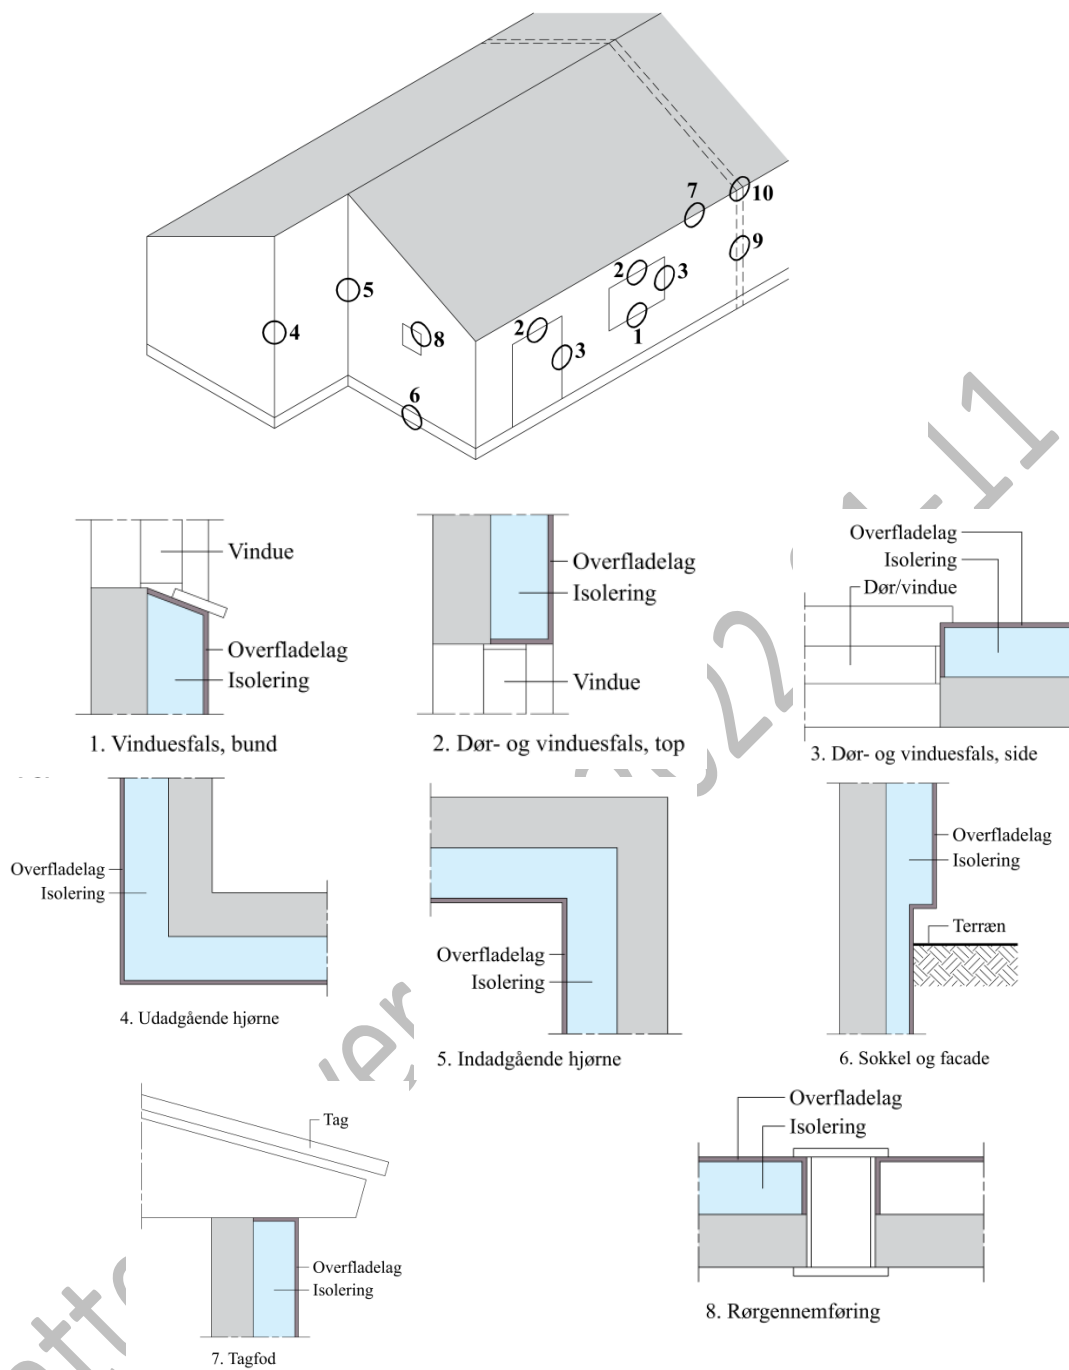 7
10
9
2
3
5
4
8
2
3
1
6
Vindue
Overfladelag
Isolering
1. Vinduesfals, bund
Overfladelag
Isolering
Vindue
2. Dør- og vinduesfals, top
Overfladelag
Isolering
Dør/vindue
3. Dør- og vinduesfals, side
Overfladelag
Isolering
4. Udadgående hjørne
Overfladelag
Isolering
5. Indadgående hjørne
Overfladelag
Isolering
Terræn
6. Sokkel og facade
Tag
Overfladelag
Isolering
7. Tagfod
Overfladelag
Isolering
8. Rørgennemføring